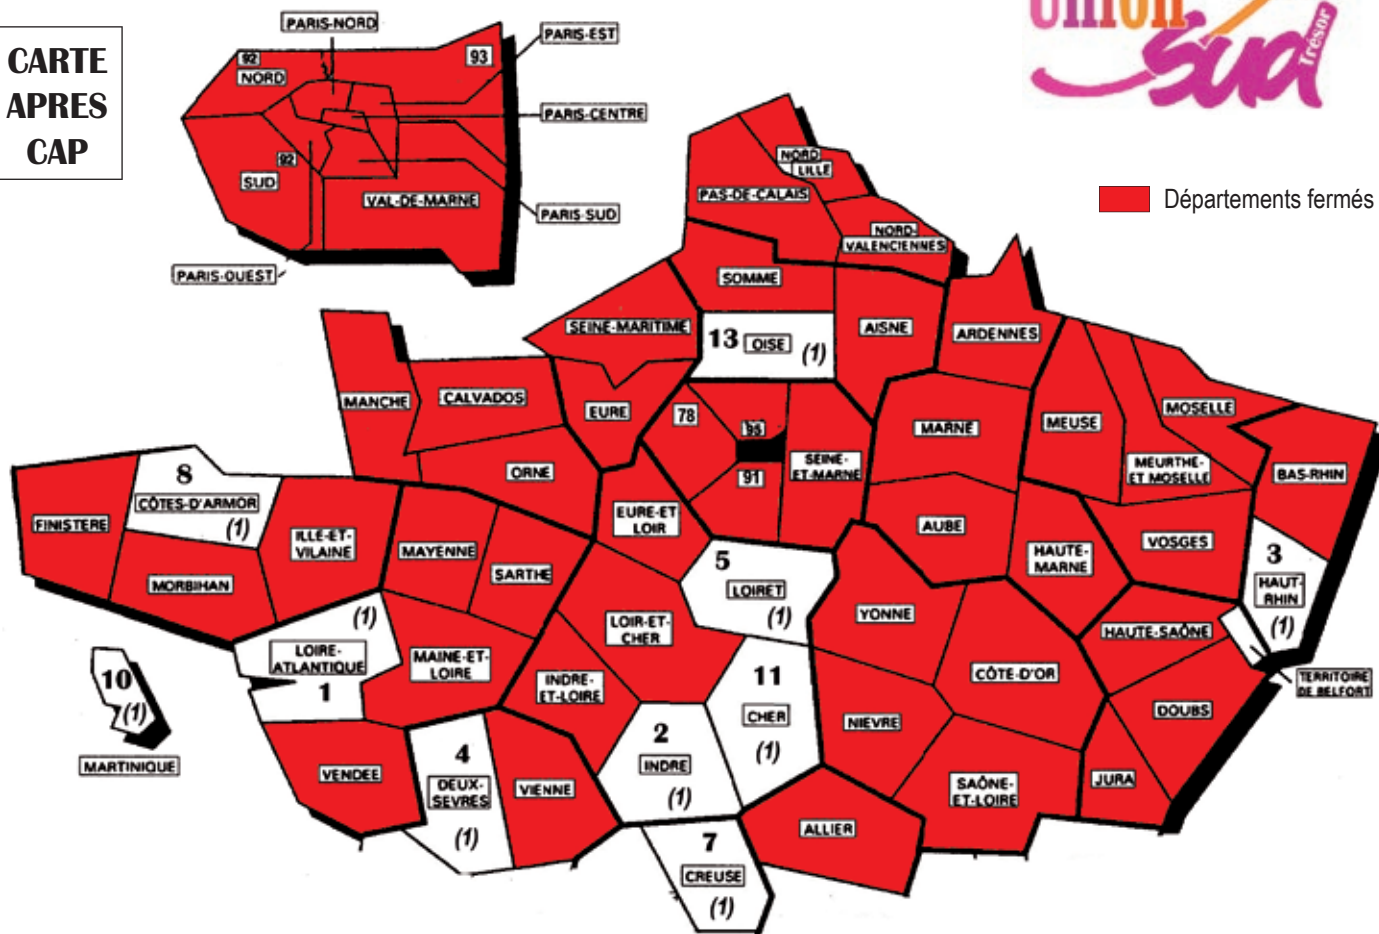 CARTE
APRES
CAP
PARIS-NORD
PARIS-EST
92
NORD
93
PARIS-CENTRE
92
SUD
VAL-DE-MARNE
PARIS-SUD
PARIS-OUEST
Union
Sud
Trésor
Départements fermés
NORD
LILLE
PAS-DE-CALAIS
NORD-
VALENCIENNES
SOMME
SEINE-MARITIME
13 OISE (1)
AISNE
ARDENNES
MANCHE
CALVADOS
EURE
78
95
91
SEINE-
ET-MARNE
MARNE
MEUSE
MOSELLE
MEURTHE-
ET MOSELLE
BAS-RHIN
ORNE
8
CÔTES-D'ARMOR
(1)
FINISTERE
ILLE-ET-
VILAINE
MORBIHAN
MAYENNE
SARTHE
EURE-ET
LOIR
AUBE
HAUTE-
MARNE
VOSGES
3
HAUT-
RHIN
(1)
5
LOIRET
(1)
YONNE
HAUTE-SAÔNE
(1)
LOIRE-
ATLANTIQUE
1
MAINE-ET-
LOIRE
LOIR-ET-
CHER
INDRE-
ET-LOIRE
11
CHER
(1)
CÔTE-D'OR
TERRITOIRE
DE BELFORT
DOUBS
10
(1)
MARTINIQUE
NIEVRE
VENDEE
4
DEUX-
SEVRES
(1)
VIENNE
2
INDRE
(1)
SAÔNE-
ET-LOIRE
JURA
ALLIER
7
CREUSE
(1)